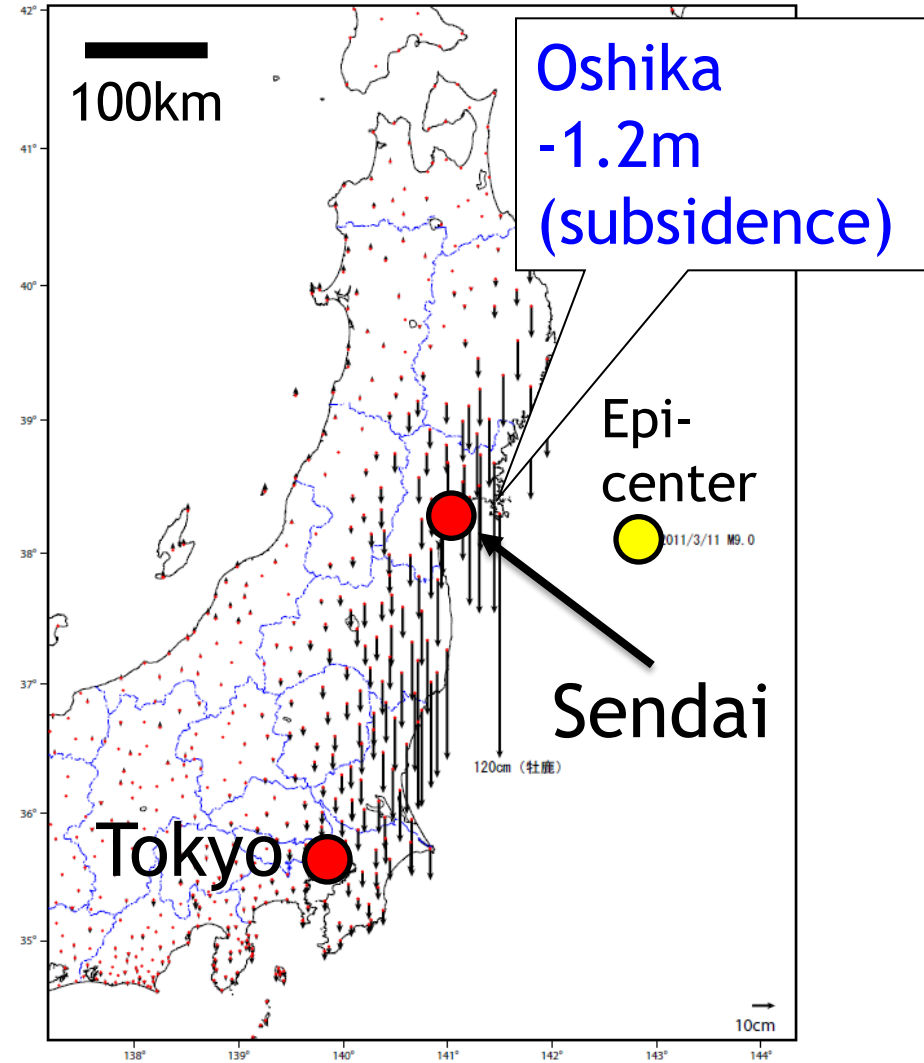 42°
100km
Oshika
-1.2m
(subsidence)
41°
40°
39°
Epi-
center
2011/3/11 M9.0
38°
37°
Sendai
120cm (牡鹿)
36°
Tokyo
35°
10cm
138°
139°
140°
141°
142°
143°
144°